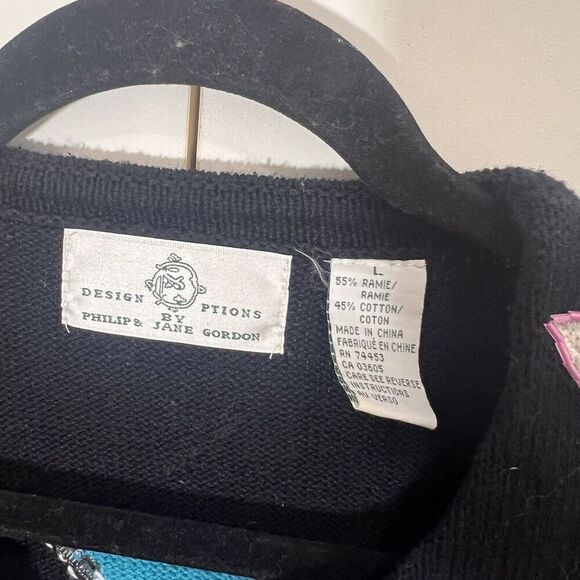 DESIGN PTIONS
BY
PHILIP & JANE GORDON
L
55% RAMIE/
RAMIE
45% COTTON/
COTON
MADE IN CHINA
FABRIQUÉ EN CHINE
RN 74453
CA 03605
CARE SEE REVERSE
INSTRUCTIONS
AU VERSO